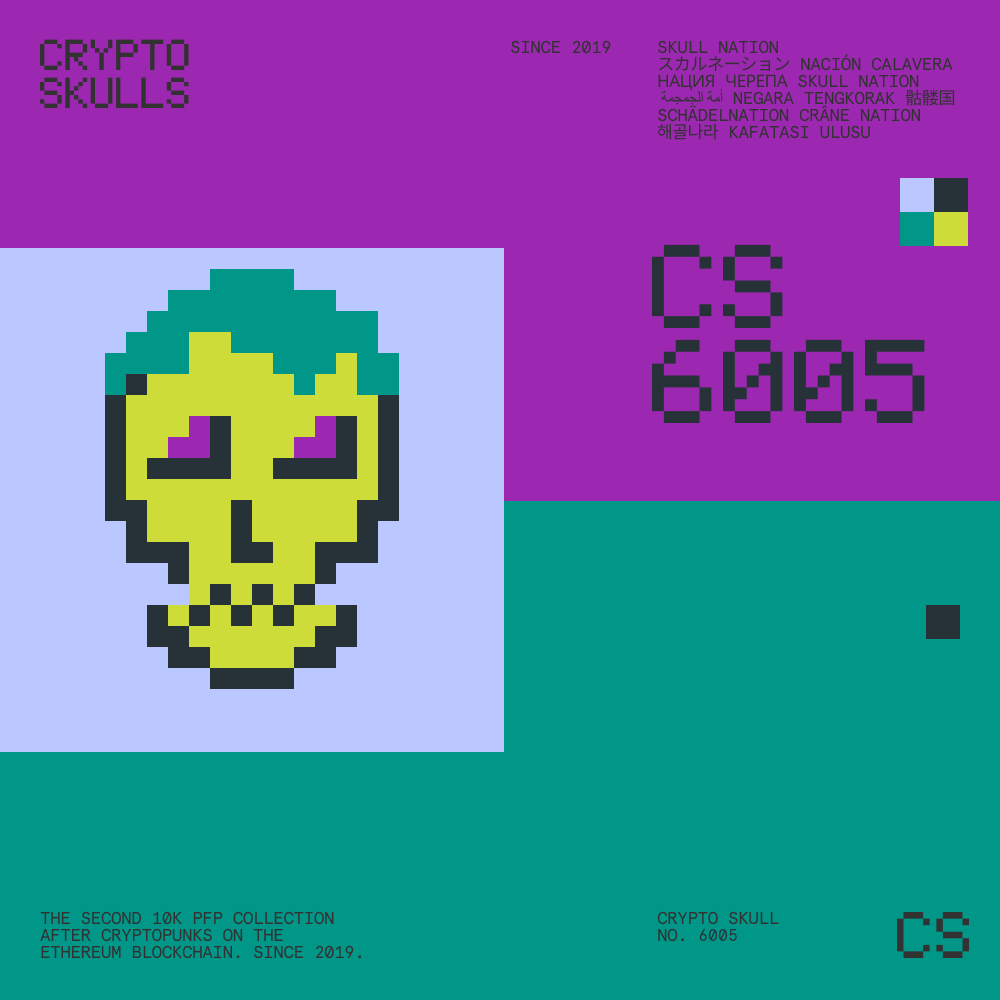 CRYPTO
SKULLS
SINCE 2019
SKULL NATION
スカルネーション NACIÓN CALAVERA
НАЦИЯ ЧЕРЕПА SKULL NATION
أمة الجمجمة NEGARA TENGKORAK 骷髅国
SCHÄDELNATION CRÂNE NATION
해골나라 KAFATASI ULUSU
CS
6005
THE SECOND 10K PFP COLLECTION
AFTER CRYPTOPUNKS ON THE
ETHEREUM BLOCKCHAIN. SINCE 2019.
CRYPTO SKULL
NO. 6005
CS